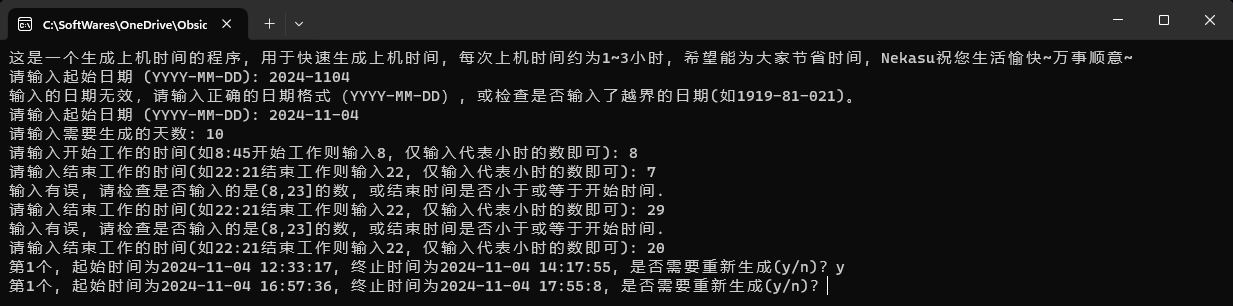 C:\SoftWares\OneDrive\Obsic
这是一个生成上机时间的程序, 用于快速生成上机时间, 每次上机时间约为1~3小时, 希望能为大家节省时间, Nekasu祝您生活愉快~万事顺意~
请输入起始日期 (YYYY-MM-DD): 2024-1104
输入的日期无效, 请输入正确的日期格式 (YYYY-MM-DD) , 或检查是否输入了越界的日期(如1919-81-021)。
请输入起始日期 (YYYY-MM-DD): 2024-11-04
请输入需要生成的天数: 10
请输入开始工作的时间(如8:45开始工作则输入8, 仅输入代表小时的数即可): 8
请输入结束工作的时间(如22:21结束工作则输入22, 仅输入代表小时的数即可): 7
输入有误, 请检查是否输入的是(8,23]的数, 或结束时间是否小于或等于开始时间.
请输入结束工作的时间(如22:21结束工作则输入22, 仅输入代表小时的数即可): 29
输入有误, 请检查是否输入的是(8,23]的数, 或结束时间是否小于或等于开始时间.
请输入结束工作的时间(如22:21结束工作则输入22, 仅输入代表小时的数即可): 20
第1个, 起始时间为2024-11-04 12:33:17, 终止时间为2024-11-04 14:17:55, 是否需要重新生成(y/n)? y
第1个, 起始时间为2024-11-04 16:57:36, 终止时间为2024-11-04 17:55:8, 是否需要重新生成(y/n)?